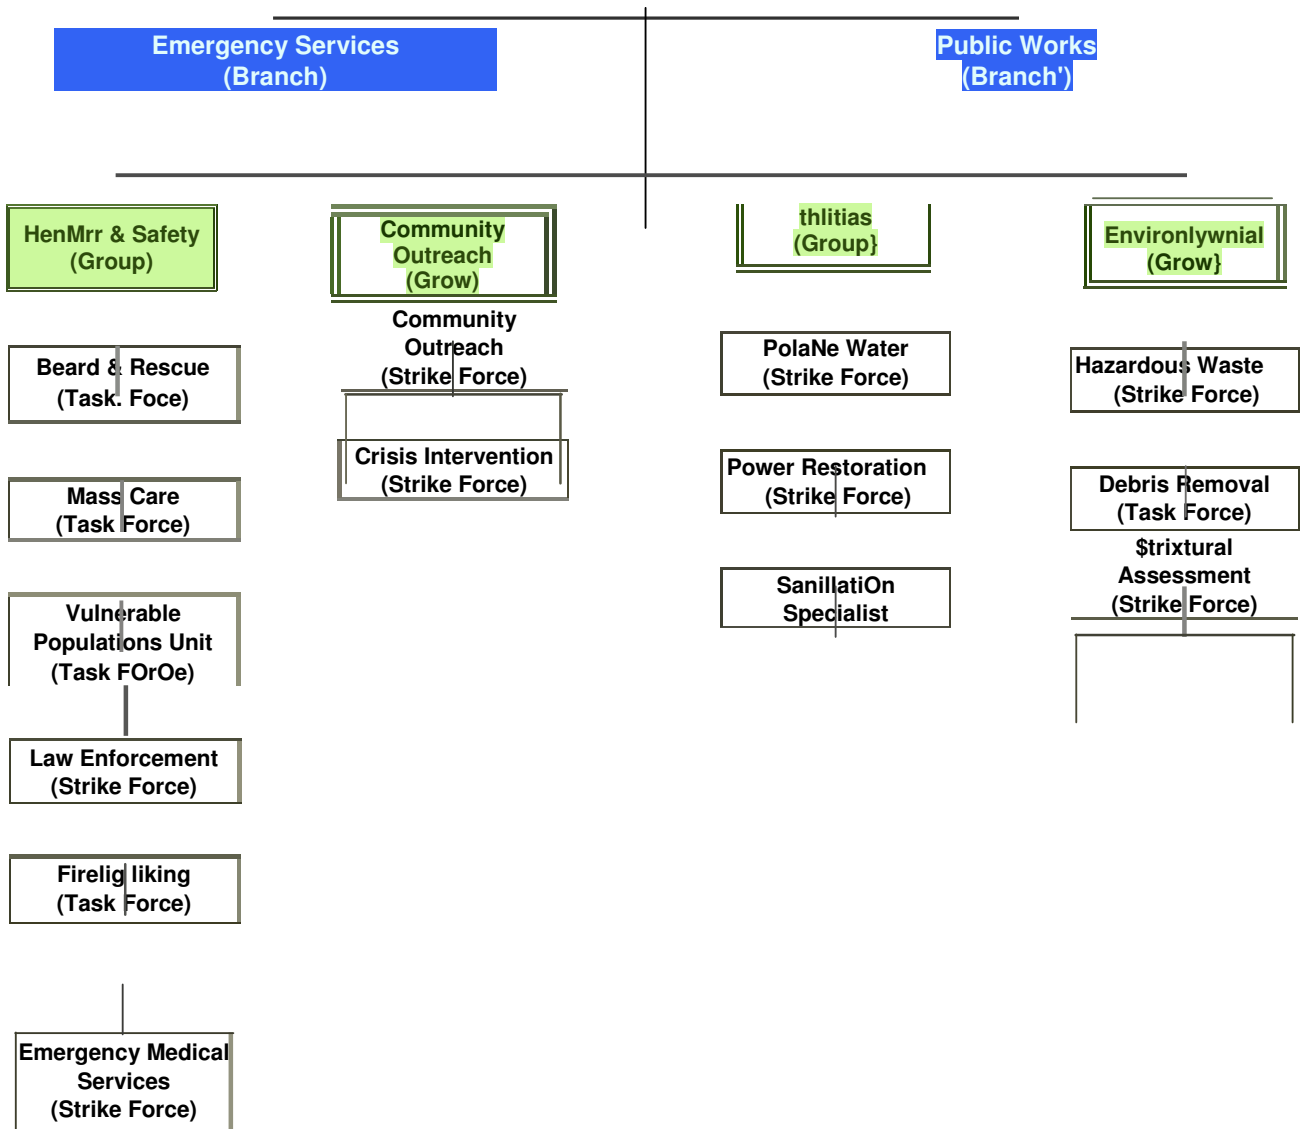 Emergency Services
(Branch)
Public Works
(Branch')
HenMrr & Safety
(Group)
Community
Outreach
(Grow)
thlitias
(Group}
Environlywnial
(Grow}
Beard & Rescue
(Task. Foce)
Mass Care
(Task Force)
Vulnerable
Populations Unit
(Task FOrOe)
Law Enforcement
(Strike Force)
Firelig liking
(Task Force)
Emergency Medical
Services
(Strike Force)
Community
Outreach
(Strike Force)
Crisis Intervention
(Strike Force)
PolaNe Water
(Strike Force)
Power Restoration
(Strike Force)
SanillatiOn
Specialist
Hazardous Waste
(Strike Force)
Debris Removal
(Task Force)
$trixtural
Assessment
(Strike Force)